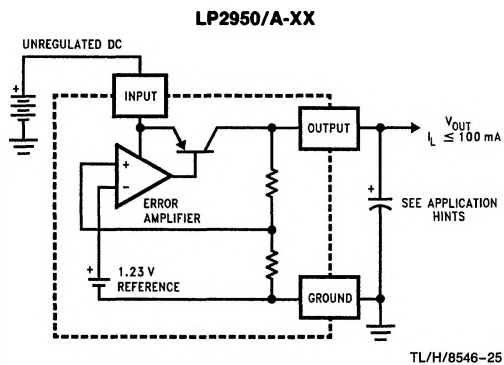 LP2950/A-XX
UNREGULATED DC
+
INPUT
OUTPUT
VOUT
IL ≤ 100 mA
+
−
ERROR
AMPLIFIER
+
SEE APPLICATION
HINTS
+
1.23 V
REFERENCE
GROUND
TL/H/8546-25